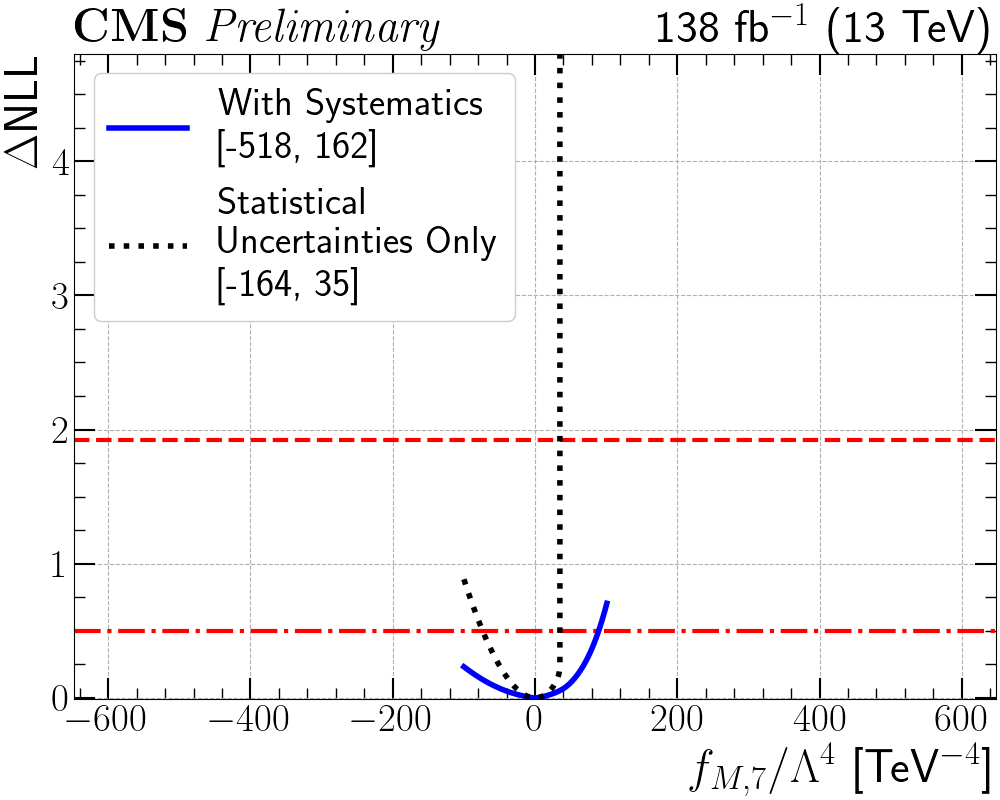 CMS Preliminary 138 fb⁻¹ (13 TeV)
ΔNLL
With Systematics
[-518, 162]
Statistical
Uncertainties Only
[-164, 35]
4
3
2
1
0
−600 −400 −200 0 200 400 600
f_{M,7}/Λ⁴ [TeV⁻⁴]